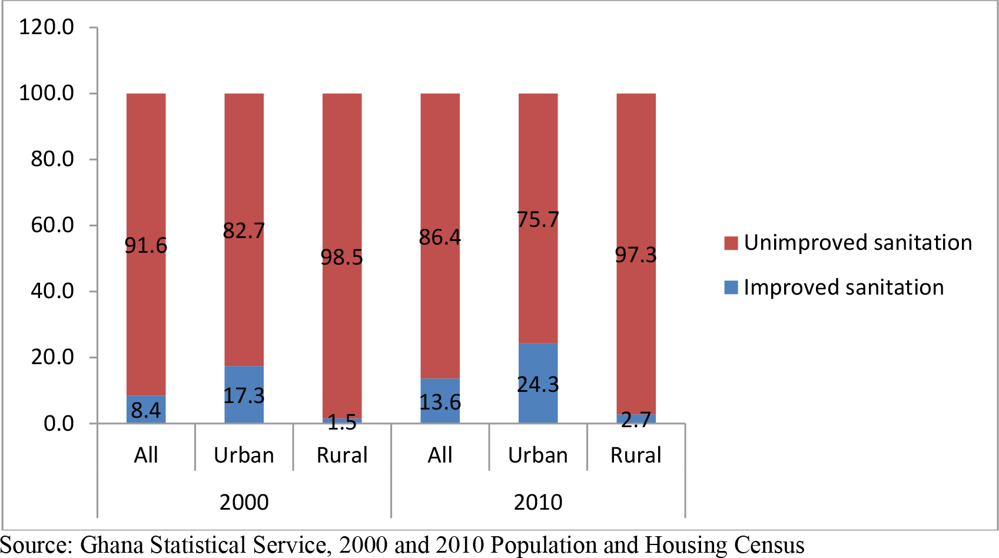 120.0
100.0
80.0
60.0
40.0
20.0
0.0
91.6
82.7
98.5
86.4
75.7
97.3
8.4
17.3
1.5
13.6
24.3
2.7
All
Urban
Rural
All
Urban
Rural
2000
2010
Unimproved sanitation
Improved sanitation
Source: Ghana Statistical Service, 2000 and 2010 Population and Housing Census